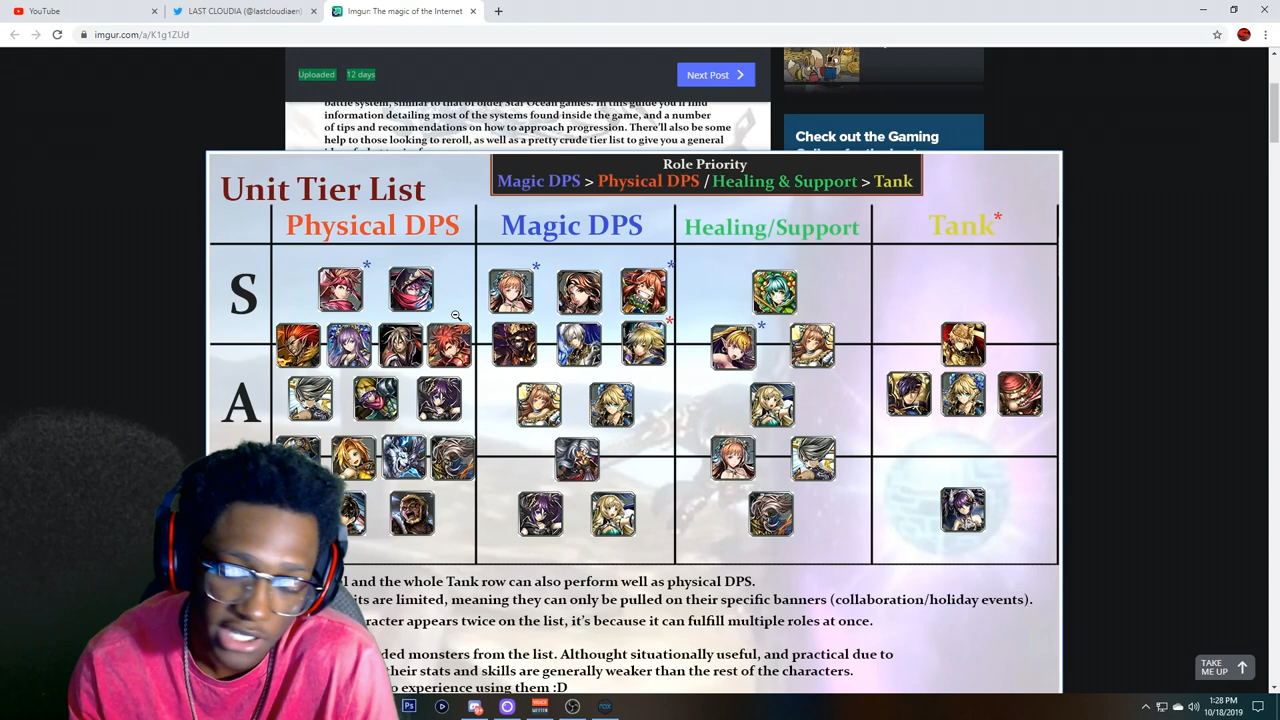 YouTube
LAST CLOUDIA (@lastcloudiaen)
Imgur: The magic of the Internet
imgur.com/a/K1g1ZUd
Uploaded 12 days
Next Post
battle system, similar to that of older Star Ocean games. In this guide you'll find
information detailing most of the systems found inside the game, and a number
of tips and recommendations on how to approach progression. There'll also be some
help to those looking to reroll, as well as a pretty crude tier list to give you a general
Check out the Gaming
Unit Tier List
Role Priority
Magic DPS > Physical DPS / Healing & Support > Tank
Physical DPS
Magic DPS
Healing/Support
Tank*
S
*
*
*
*
*
A
l and the whole Tank row can also perform well as physical DPS.
its are limited, meaning they can only be pulled on their specific banners (collaboration/holiday events).
racter appears twice on the list, it's because it can fulfill multiple roles at once.
ded monsters from the list. Althought situationally useful, and practical due to
their stats and skills are generally weaker than the rest of the characters.
o experience using them :D
TAKE
ME UP
1:28 PM
10/18/2019